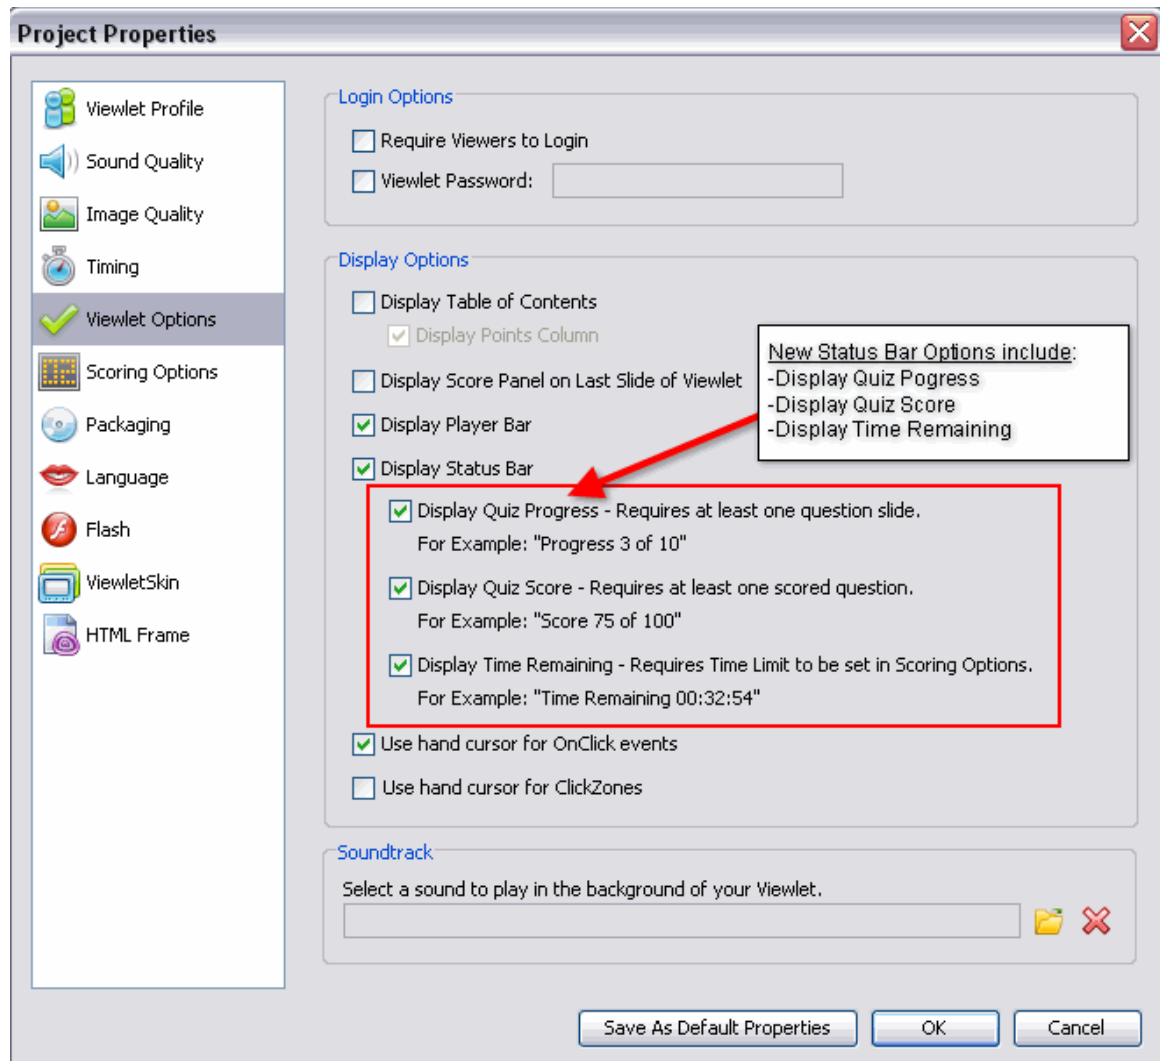 Project Properties
Viewlet Profile
Sound Quality
Image Quality
Timing
Viewlet Options
Scoring Options
Packaging
Language
Flash
ViewletSkin
HTML Frame
Login Options
Require Viewers to Login
Viewlet Password:
Display Options
Display Table of Contents
Display Points Column
Display Score Panel on Last Slide of Viewlet
Display Player Bar
Display Status Bar
New Status Bar Options include:
-Display Quiz Pogress
-Display Quiz Score
-Display Time Remaining
Display Quiz Progress - Requires at least one question slide.
For Example: "Progress 3 of 10"
Display Quiz Score - Requires at least one scored question.
For Example: "Score 75 of 100"
Display Time Remaining - Requires Time Limit to be set in Scoring Options.
For Example: "Time Remaining 00:32:54"
Use hand cursor for OnClick events
Use hand cursor for ClickZones
Soundtrack
Select a sound to play in the background of your Viewlet.
Save As Default Properties
OK
Cancel